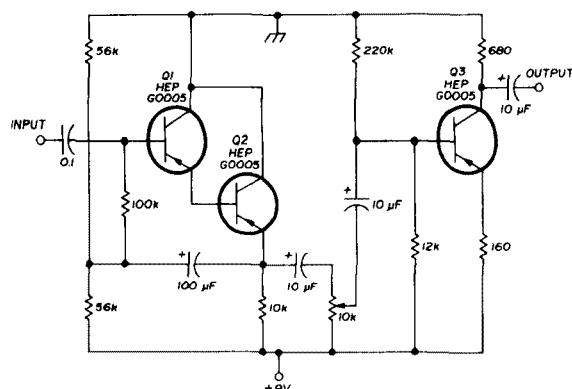 56k
220k
680
+
OUTPUT
10 µF
Q1
HEP
G0005
Q3
HEP
G0005
INPUT
0.1
Q2
HEP
G0005
100k
+
10 µF
+
100 µF
+
10 µF
12k
160
56k
10k
10k